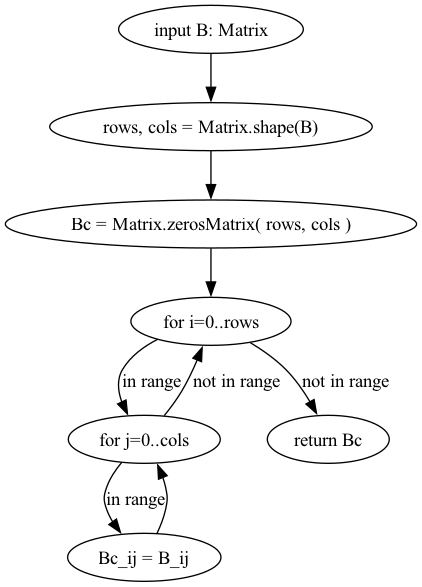 input B: Matrix
rows, cols = Matrix.shape(B)
Bc = Matrix.zerosMatrix( rows, cols )
for i=0..rows
in range
not in range
not in range
for j=0..cols
return Bc
in range
Bc_ij = B_ij